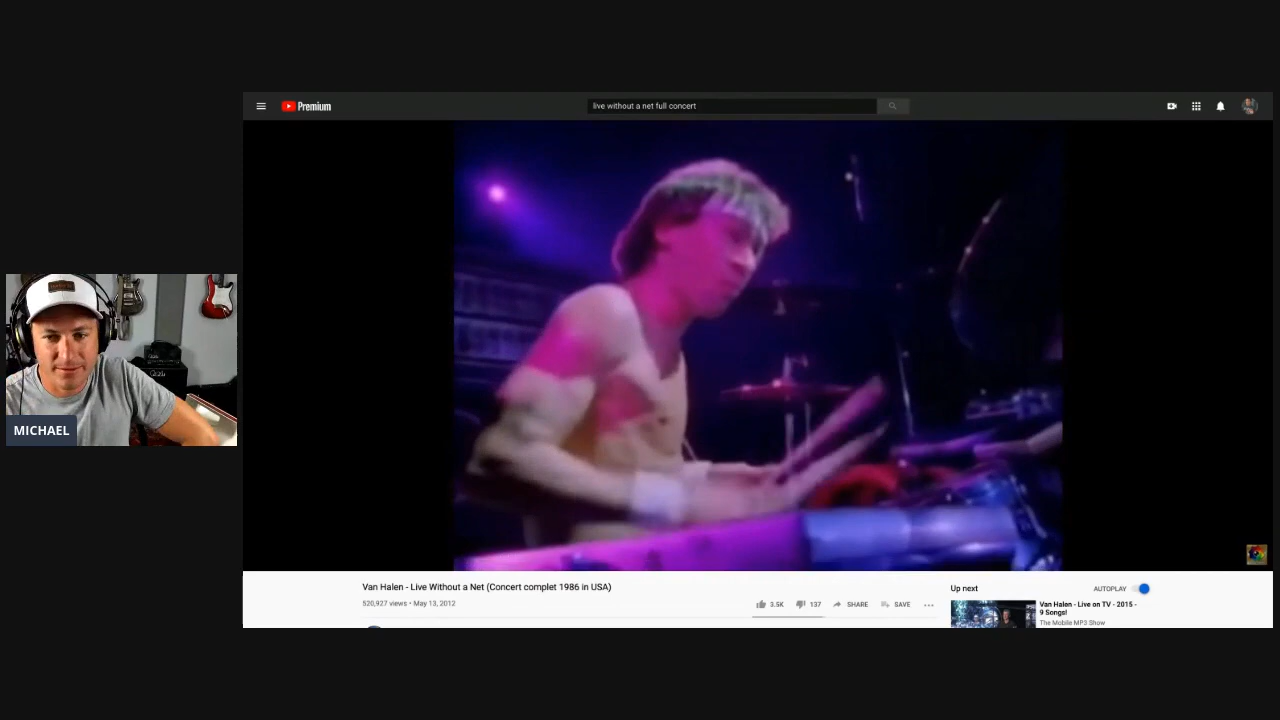 Premium
live without a net full concert
MICHAEL
Van Halen - Live Without a Net (Concert complet 1986 in USA)
520,927 views • May 13, 2012
3.5K
137
SHARE
SAVE
Up next
AUTOPLAY
Van Halen - Live on TV - 2015 -
9 Songs!
The Mobile MP3 Show